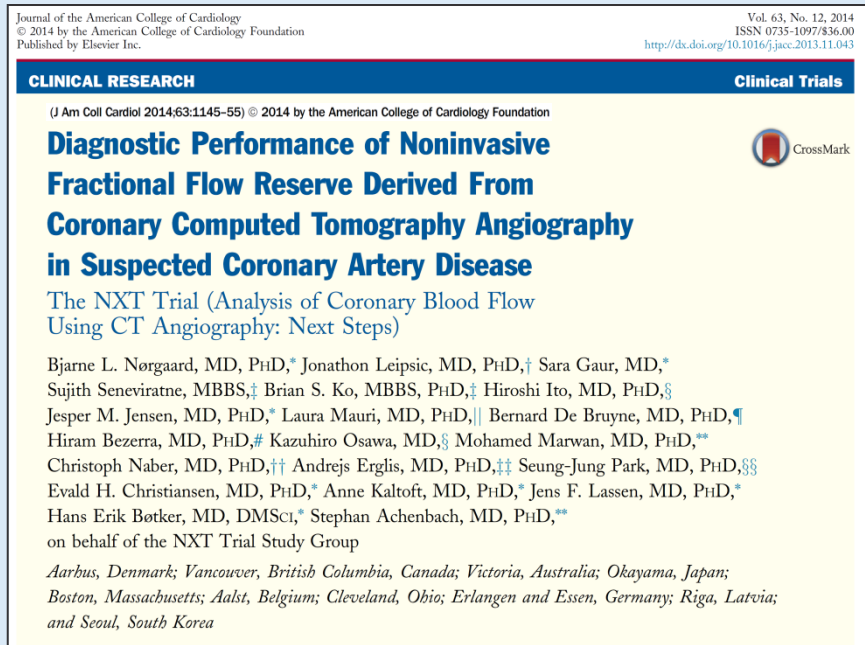 Journal of the American College of Cardiology
© 2014 by the American College of Cardiology Foundation
Published by Elsevier Inc.
Vol. 63, No. 12, 2014
ISSN 0735-1097/$36.00
http://dx.doi.org/10.1016/j.jacc.2013.11.043
CLINICAL RESEARCH
Clinical Trials
(J Am Coll Cardiol 2014;63:1145–55) © 2014 by the American College of Cardiology Foundation
Diagnostic Performance of Noninvasive
Fractional Flow Reserve Derived From
Coronary Computed Tomography Angiography
in Suspected Coronary Artery Disease
CrossMark
The NXT Trial (Analysis of Coronary Blood Flow
Using CT Angiography: Next Steps)
Bjarne L. Nørgaard, MD, PHD,* Jonathon Leipsic, MD, PHD,† Sara Gaur, MD,*
Sujith Seneviratne, MBBS,‡ Brian S. Ko, MBBS, PHD,‡ Hiroshi Ito, MD, PHD,§
Jesper M. Jensen, MD, PHD,* Laura Mauri, MD, PHD,|| Bernard De Bruyne, MD, PHD,¶
Hiram Bezerra, MD, PHD,# Kazuhiro Osawa, MD,§ Mohamed Marwan, MD, PHD,**
Christoph Naber, MD, PHD,†† Andrejs Erglis, MD, PHD,‡‡ Seung-Jung Park, MD, PHD,§§
Evald H. Christiansen, MD, PHD,* Anne Kaltoft, MD, PHD,* Jens F. Lassen, MD, PHD,*
Hans Erik Bøtker, MD, DMSCI,* Stephan Achenbach, MD, PHD,**
on behalf of the NXT Trial Study Group
Aarhus, Denmark; Vancouver, British Columbia, Canada; Victoria, Australia; Okayama, Japan;
Boston, Massachusetts; Aalst, Belgium; Cleveland, Ohio; Erlangen and Essen, Germany; Riga, Latvia;
and Seoul, South Korea